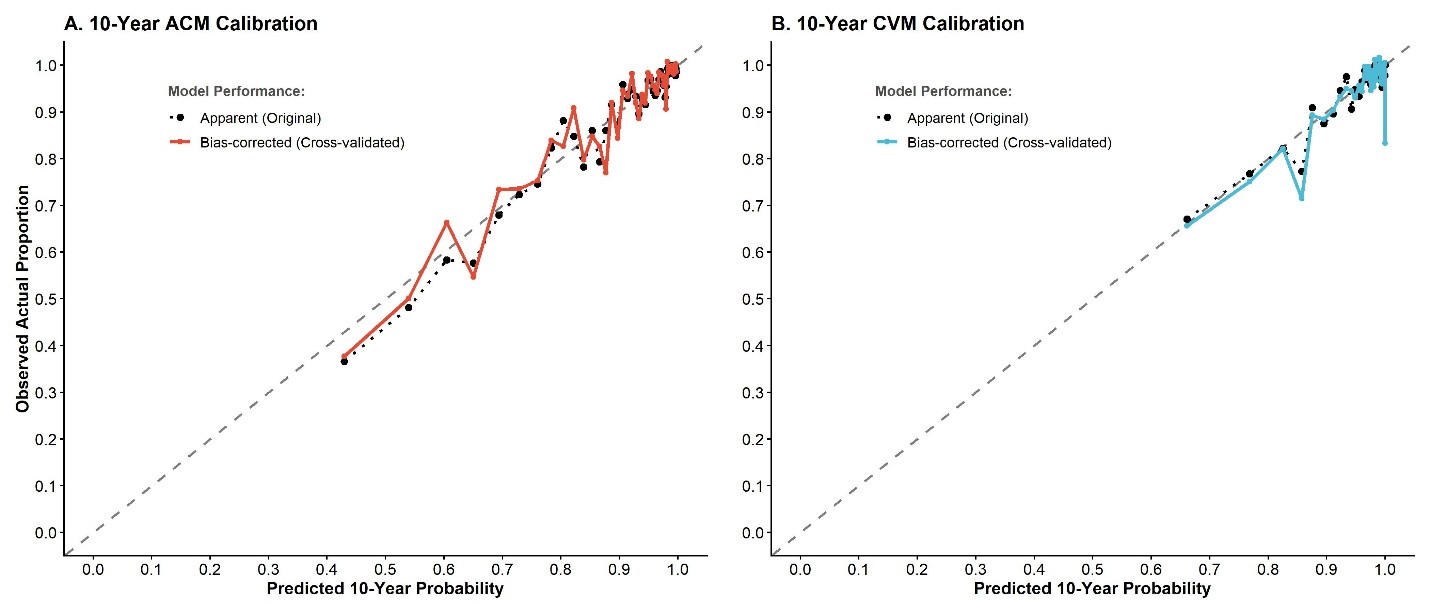 A. 10-Year ACM Calibration
Model Performance:
Apparent (Original)
Bias-corrected (Cross-validated)
Observed Actual Proportion
1.0
0.9
0.8
0.7
0.6
0.5
0.4
0.3
0.2
0.1
0.0
0.0 0.1 0.2 0.3 0.4 0.5 0.6 0.7 0.8 0.9 1.0
Predicted 10-Year Probability
B. 10-Year CVM Calibration
Model Performance:
Apparent (Original)
Bias-corrected (Cross-validated)
1.0
0.9
0.8
0.7
0.6
0.5
0.4
0.3
0.2
0.1
0.0
0.0 0.1 0.2 0.3 0.4 0.5 0.6 0.7 0.8 0.9 1.0
Predicted 10-Year Probability